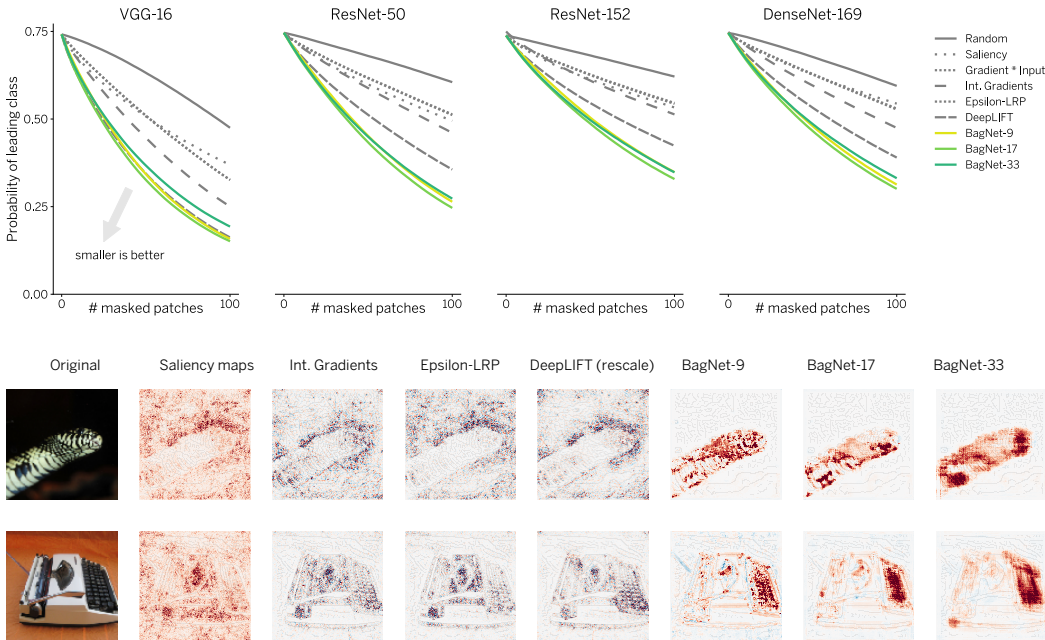 VGG-16
ResNet-50
ResNet-152
DenseNet-169
Probability of leading class
0.75
0.50
0.25
0.00
smaller is better
0
100
# masked patches
0
100
# masked patches
0
100
# masked patches
0
100
# masked patches
Random
Saliency
Gradient * Input
Int. Gradients
Epsilon-LRP
DeepLIFT
BagNet-9
BagNet-17
BagNet-33
Original
Saliency maps
Int. Gradients
Epsilon-LRP
DeepLIFT (rescale)
BagNet-9
BagNet-17
BagNet-33